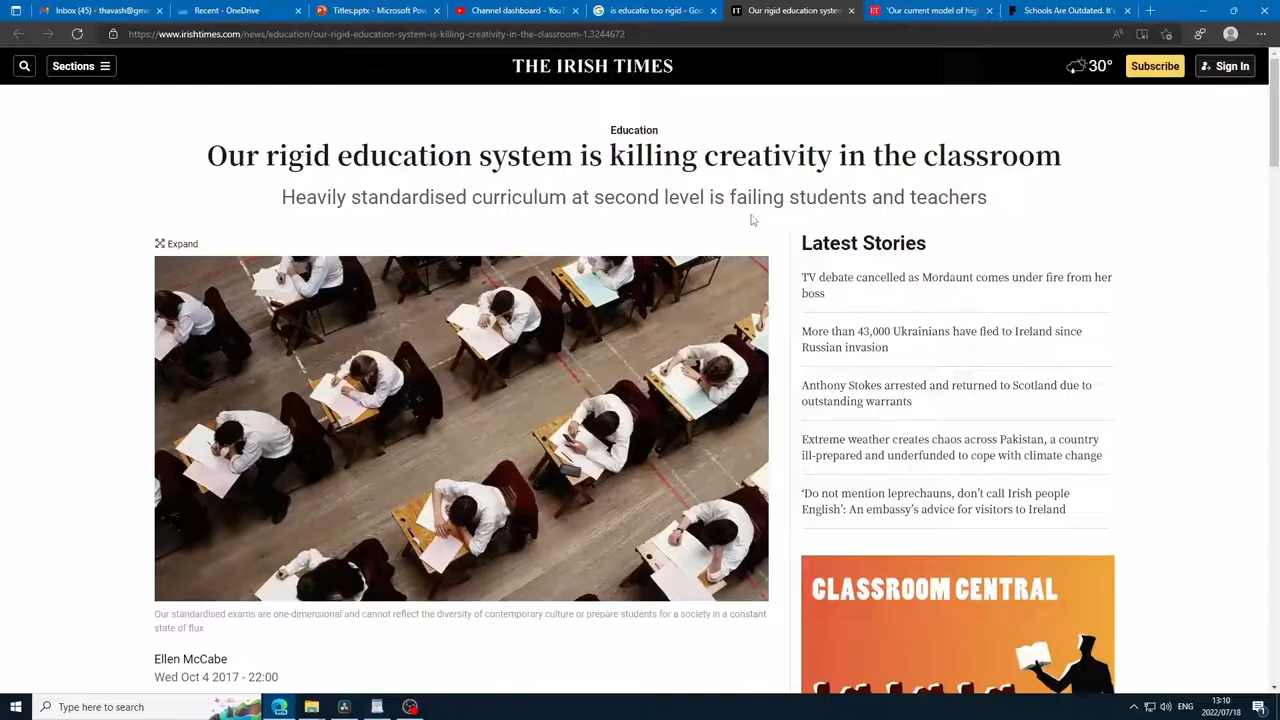 Inbox (54) - thavash@gm
Recent - OneDrive
Titles.pptx - Microsoft Pov
Channel dashboard - YouT
is educatio too rigid - Goo
Our rigid education system
'Our current model of rigi
Schools Are Outdated. It's
https://www.irishtimes.com/news/education/our-rigid-education-system-is-killing-creativity-in-the-classroom-1.3244672
Sections
THE IRISH TIMES
30°
Subscribe
Sign In
Education
Our rigid education system is killing creativity in the classroom
Heavily standardised curriculum at second level is failing students and teachers
Expand
Our standardised exams are one-dimensional and cannot reflect the diversity of contemporary culture or prepare students for a society in a constant
state of flux
Ellen McCabe
Wed Oct 4 2017 - 22:00
Latest Stories
TV debate cancelled as Mordaunt comes under fire from her
boss
More than 43,000 Ukrainians have fled to Ireland since
Russian invasion
Anthony Stokes arrested and returned to Scotland due to
outstanding warrants
Extreme weather creates chaos across Pakistan, a country
ill-prepared and underfunded to cope with climate change
‘Do not mention leprechauns, don’t call Irish people
English’: An embassy’s advice for visitors to Ireland
CLASSROOM CENTRAL
Type here to search
ENG
13:10
2022/07/18